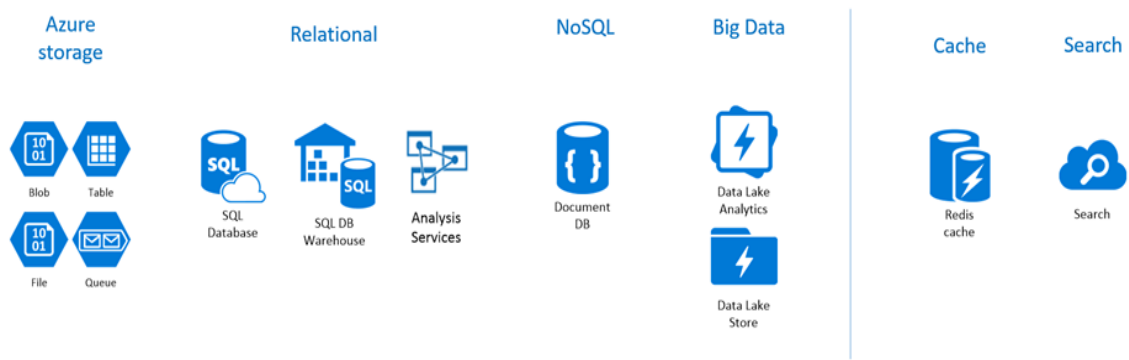 Azure
storage
Relational
NoSQL
Big Data
Cache
Search
10
01
Blob
Table
10
01
File
Queue
SQL
SQL
Database
SQL
SQL DB
Warehouse
Analysis
Services
{ }
Document
DB
Data Lake
Analytics
Data Lake
Store
Redis
cache
Search